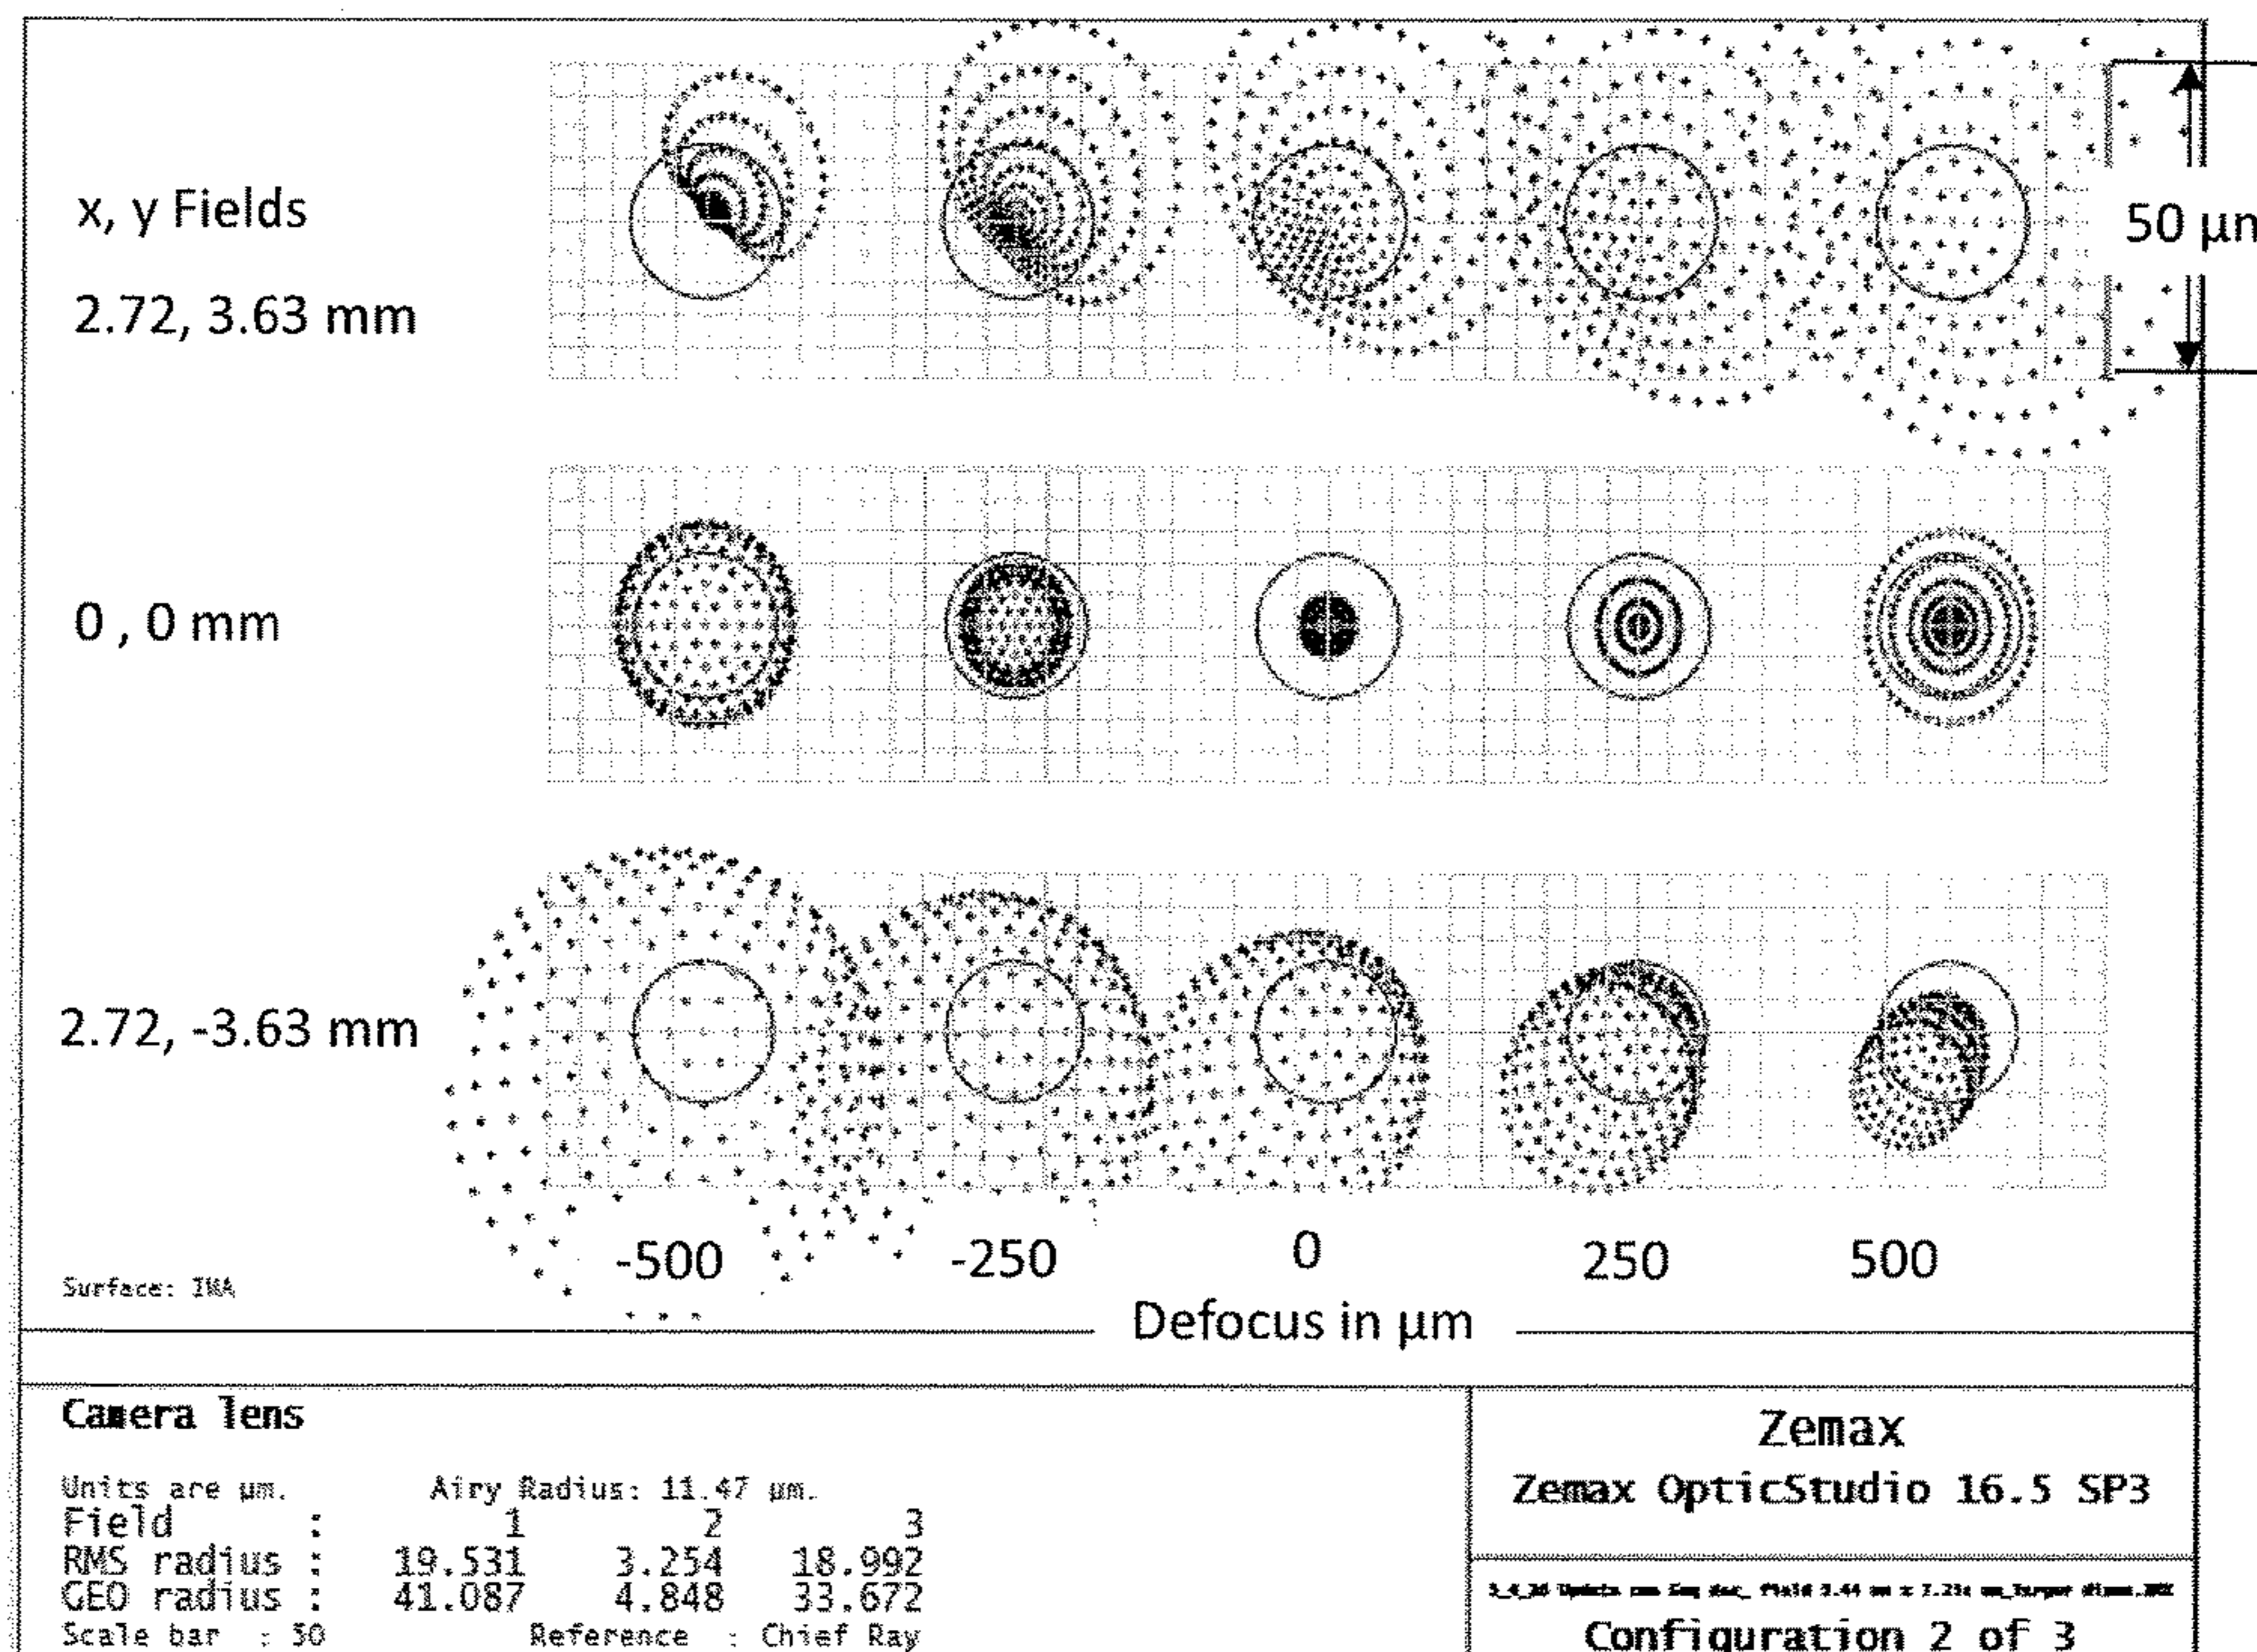 x, y Fields
2.72, 3.63 mm
50 µm
0 , 0 mm
2.72, -3.63 mm
-500 -250 0 250 500
Surface: IMA
Defocus in µm
Camera lens
Units are µm. Airy Radius: 11.47 µm.
Field : 1 2 3
RMS radius : 19.531 3.254 18.992
GEO radius : 41.087 4.848 33.672
Scale bar : 50 Reference : Chief Ray
Zemax
Zemax OpticStudio 16.5 SP3
Configuration 2 of 3